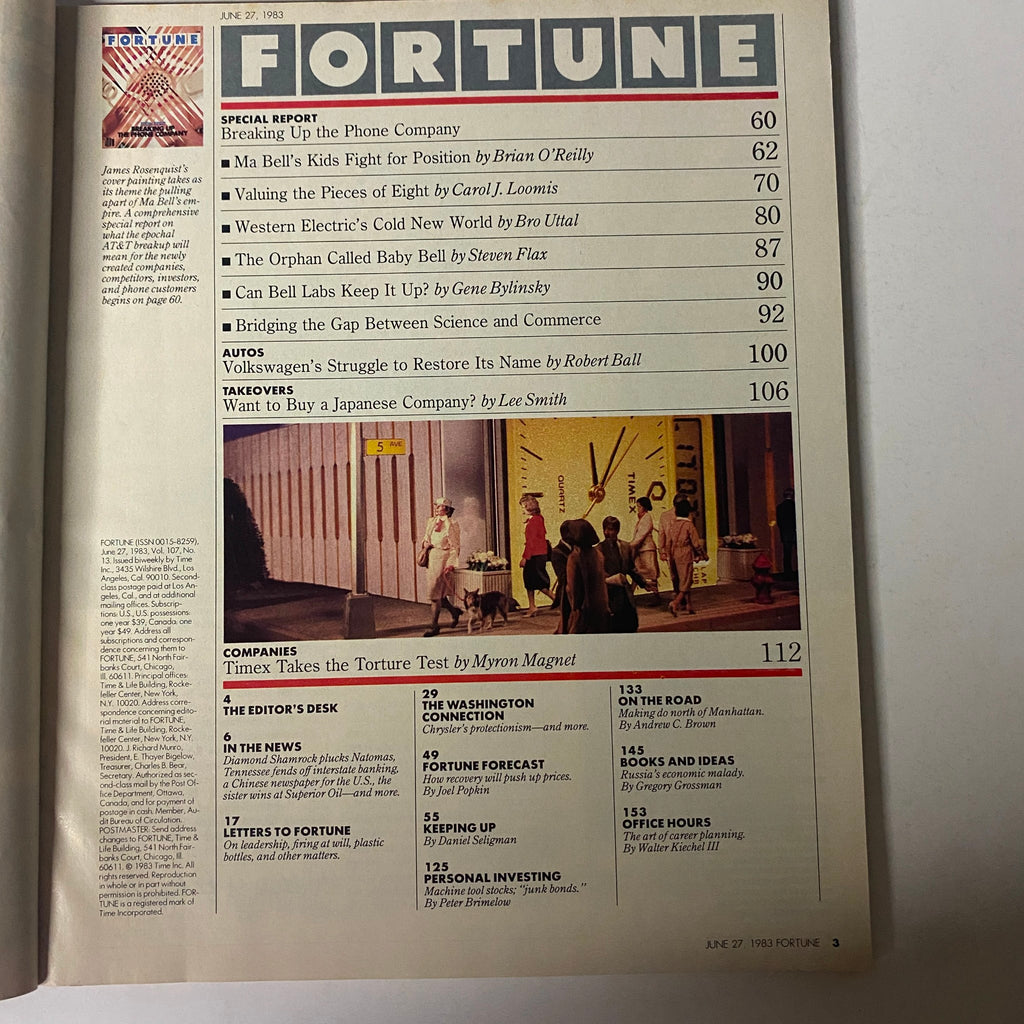 JUNE 27, 1983
FORTUNE
FORTUNE
BREAKING UP
THE PHONE COMPANY
James Rosenquist's
cover painting takes as
its theme the pulling
apart of Ma Bell's em-
pire. A comprehensive
special report on
what the epochal
AT&T breakup will
mean for the newly
created companies,
competitors, investors,
and phone customers
begins on page 60.
FORTUNE (ISSN 0015-8259),
June 27, 1983, Vol. 107, No.
13. Issued biweekly by Time
Inc., 3435 Wilshire Blvd., Los
Angeles, Cal. 90010. Second-
class postage paid at Los An-
geles, Cal., and at additional
mailing offices. Subscrip-
tions: U.S., U.S. possessions:
one year $39; Canada: one
year $49. Address all
subscriptions and correspon-
dence concerning them to
FORTUNE, 541 North Fair-
banks Court, Chicago,
Ill. 60611. Principal offices:
Time & Life Building, Rocke-
feller Center, New York,
N.Y. 10020. Address corre-
spondence concerning edito-
rial material to FORTUNE,
Time & Life Building, Rocke-
feller Center, New York, N.Y.
10020. J. Richard Munro,
President, E. Thayer Bigelow,
Treasurer, Charles B. Bear,
Secretary. Authorized as sec-
ond-class mail by the Post Of-
fice Department, Ottawa,
Canada, and for payment of
postage in cash. Member, Au-
dit Bureau of Circulation.
POSTMASTER: Send address
changes to FORTUNE, Time &
Life Building, 541 North Fair-
banks Court, Chicago, Ill.
60611. © 1983 Time Inc. All
rights reserved. Reproduction
in whole or in part without
permission is prohibited. FOR-
TUNE is a registered mark of
Time Incorporated.
SPECIAL REPORT
Breaking Up the Phone Company 60
■ Ma Bell's Kids Fight for Position by Brian O'Reilly 62
■ Valuing the Pieces of Eight by Carol J. Loomis 70
■ Western Electric's Cold New World by Bro Uttal 80
■ The Orphan Called Baby Bell by Steven Flax 87
■ Can Bell Labs Keep It Up? by Gene Bylinsky 90
■ Bridging the Gap Between Science and Commerce 92
AUTOS
Volkswagen's Struggle to Restore Its Name by Robert Ball 100
TAKEOVERS
Want to Buy a Japanese Company? by Lee Smith 106
5 AVE
QUARTZ
TIMEX
COMPANIES
Timex Takes the Torture Test by Myron Magnet 112
4
THE EDITOR'S DESK
6
IN THE NEWS
Diamond Shamrock plucks Natomas,
Tennessee fends off interstate banking,
a Chinese newspaper for the U.S., the
sister wins at Superior Oil—and more.
17
LETTERS TO FORTUNE
On leadership, firing at will, plastic
bottles, and other matters.
29
THE WASHINGTON
CONNECTION
Chrysler's protectionism—and more.
49
FORTUNE FORECAST
How recovery will push up prices.
By Joel Popkin
55
KEEPING UP
By Daniel Seligman
125
PERSONAL INVESTING
Machine tool stocks; "junk bonds."
By Peter Brimelow
133
ON THE ROAD
Making do north of Manhattan.
By Andrew C. Brown
145
BOOKS AND IDEAS
Russia's economic malady.
By Gregory Grossman
153
OFFICE HOURS
The art of career planning.
By Walter Kiechel III
JUNE 27, 1983 FORTUNE 3